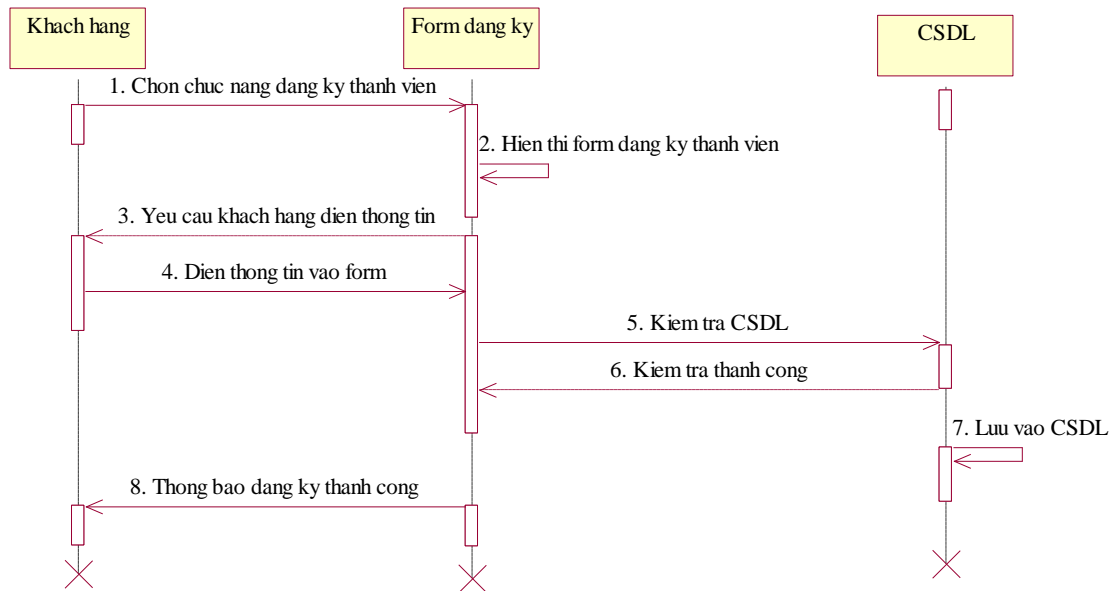 Khach hang
Form dang ky
CSDL
1. Chon chuc nang dang ky thanh vien
2. Hien thi form dang ky thanh vien
3. Yeu cau khach hang dien thong tin
4. Dien thong tin vao form
5. Kiem tra CSDL
6. Kiem tra thanh cong
7. Luu vao CSDL
8. Thong bao dang ky thanh cong